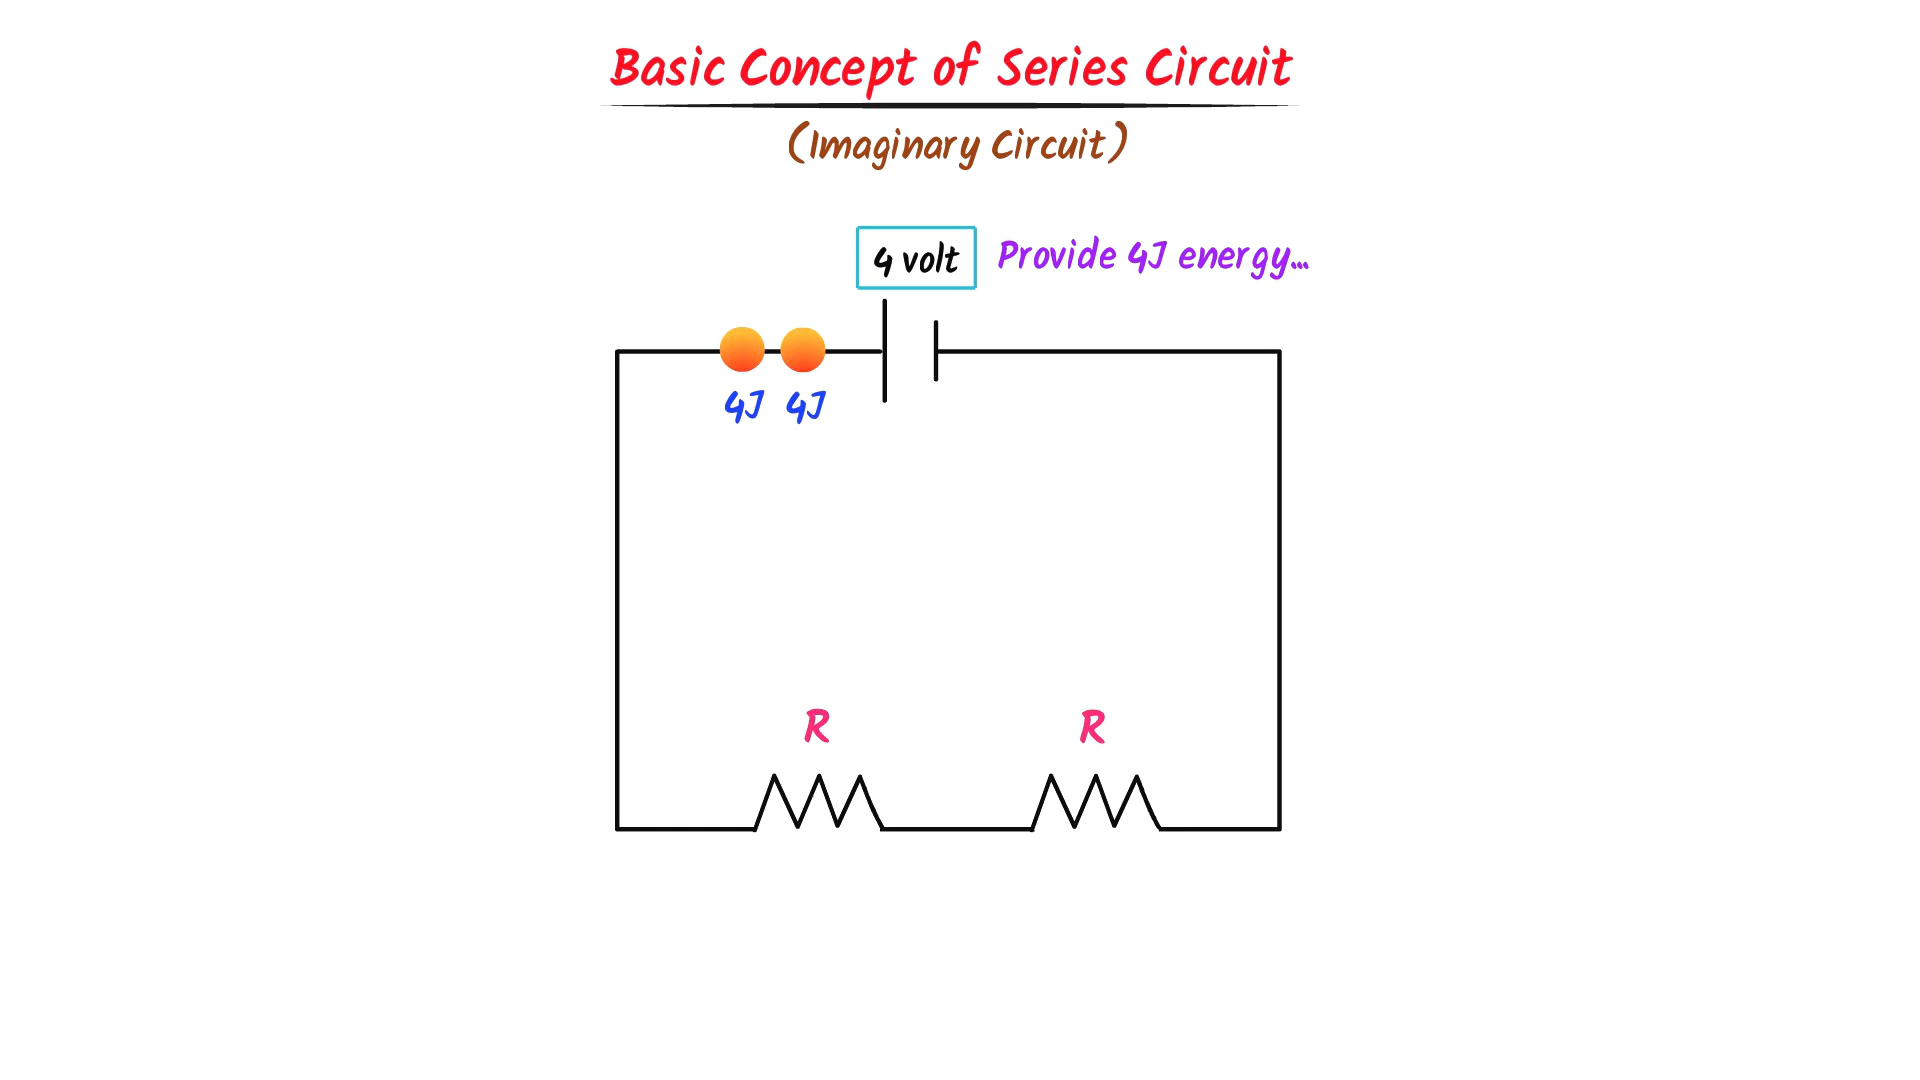 Basic Concept of Series Circuit
(Imaginary Circuit)
4 volt Provide 4J energy...
4J 4J
R R